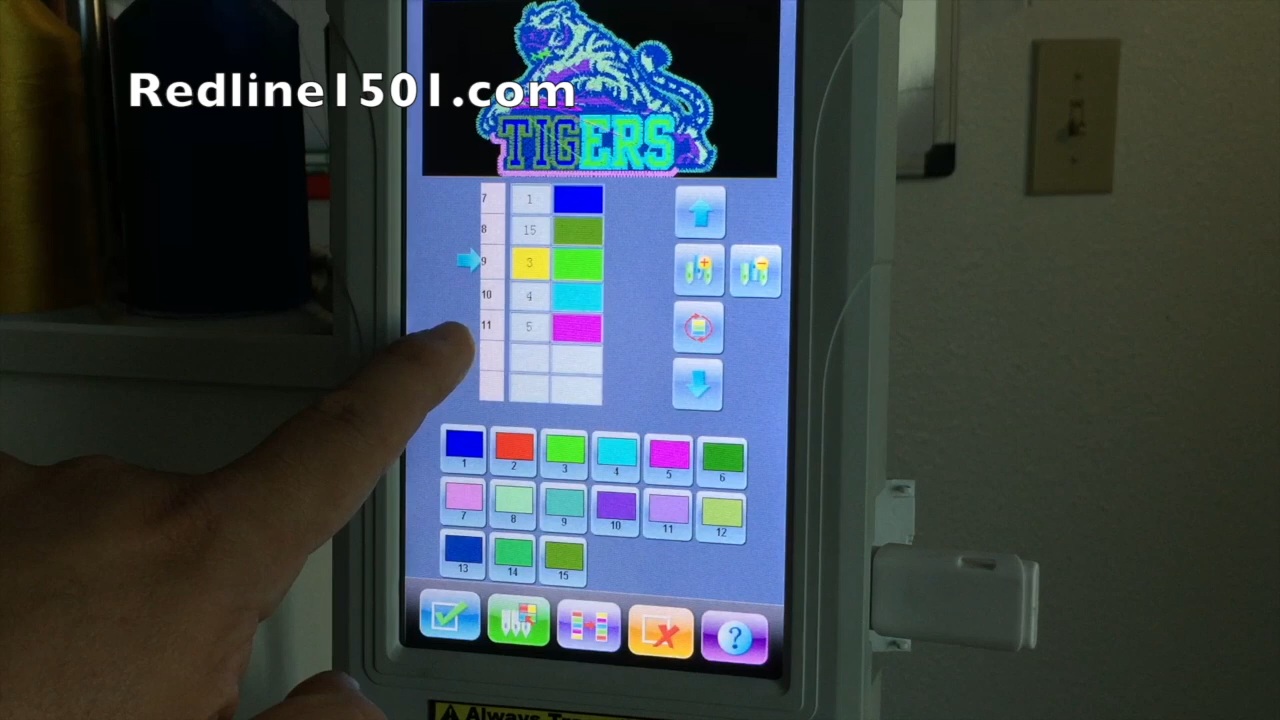 Redline1501.com
TIGERS
7 1
8 15
9 3
10 4
11 5
1 2 3 4 5 6
7 8 9 10 11 12
13 14 15
?
Always